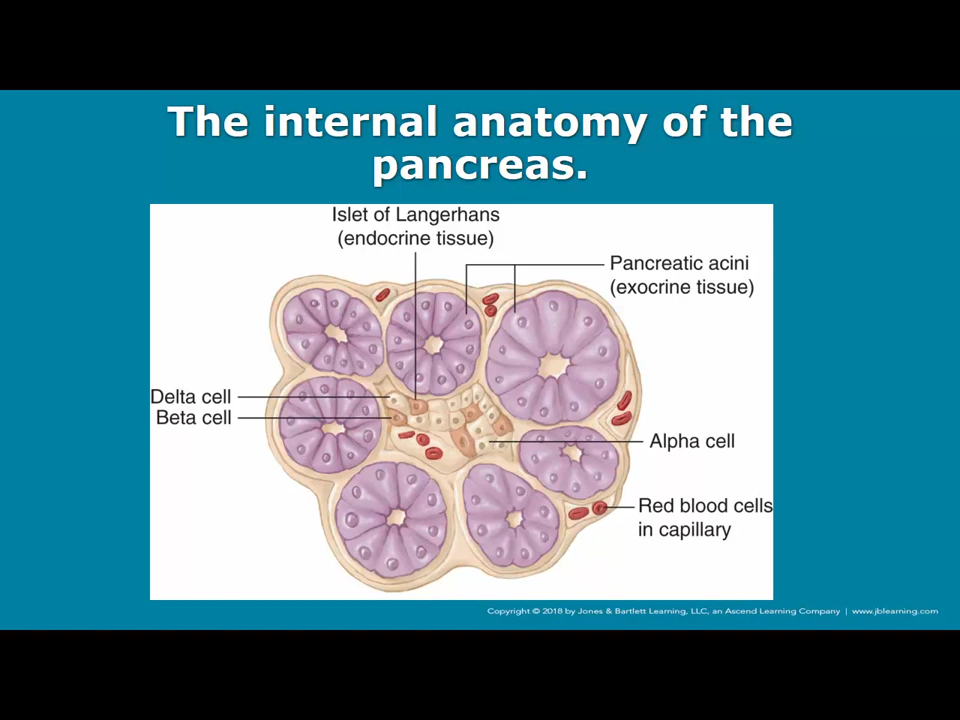 The internal anatomy of the
pancreas.
Islet of Langerhans
(endocrine tissue)
Pancreatic acini
(exocrine tissue)
Delta cell
Beta cell
Alpha cell
Red blood cells
in capillary
Copyright © 2018 by Jones & Bartlett Learning, LLC, an Ascend Learning Company | www.jblearning.com